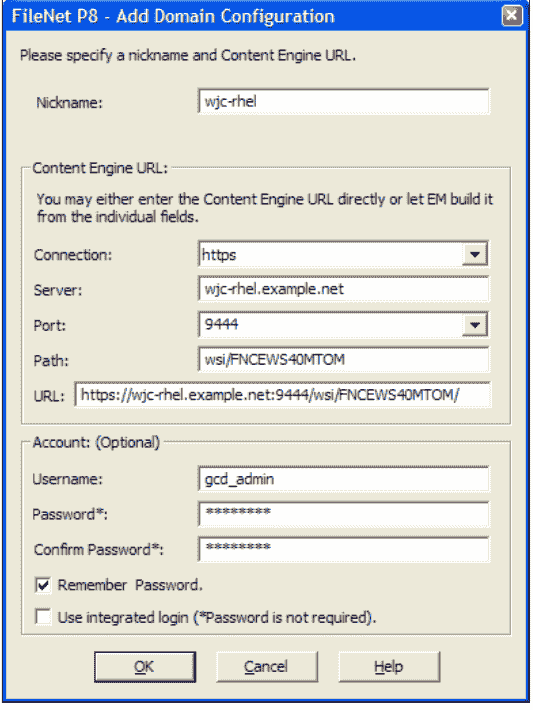 FileNet P8 - Add Domain Configuration
Please specify a nickname and Content Engine URL.
Nickname: wjc-rhel
Content Engine URL:
You may either enter the Content Engine URL directly or let EM build it
from the individual fields.
Connection: https
Server: wjc-rhel.example.net
Port: 9444
Path: wsi/FNCEWS40MTOM
URL: https://wjc-rhel.example.net:9444/wsi/FNCEWS40MTOM/
Account: (Optional)
Username: gcd_admin
Password*: ********
Confirm Password*: ********
Remember Password.
Use integrated login (*Password is not required).
OK Cancel Help